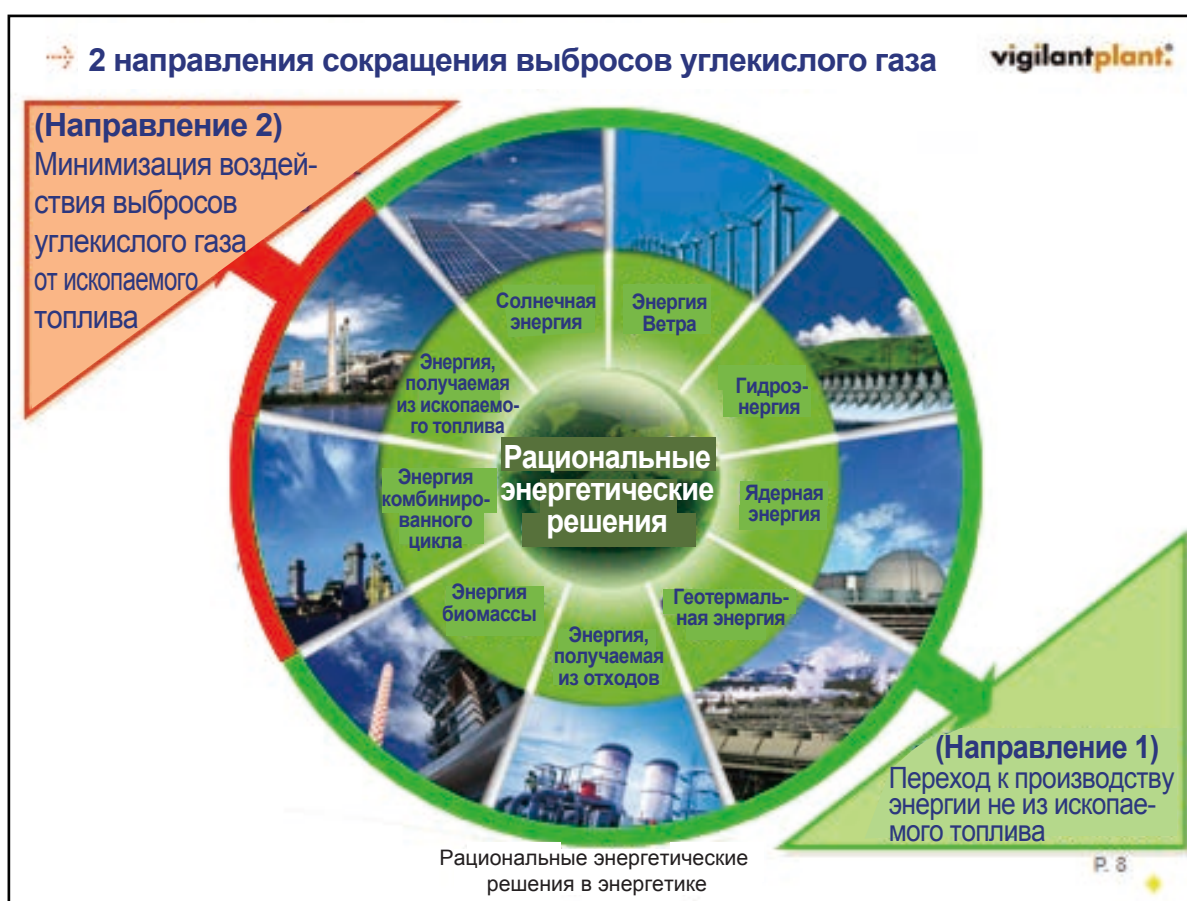 2 направления сокращения выбросов углекислого газа
vigilantplant.
(Направление 2)
Минимизация воздей-
ствия выбросов
углекислого газа
от ископаемого
топлива
Солнечная
энергия
Энергия
Ветра
Энергия,
получаемая
из ископаемо-
го топлива
Гидроэ-
нергия
Рациональные
энергетические
решения
Энергия
комбиниро-
ванного
цикла
Ядерная
энергия
Энергия
биомассы
Геотермаль-
ная энергия
Энергия,
получаемая
из отходов
(Направление 1)
Переход к производству
энергии не из ископае-
мого топлива
Рациональные энергетические
решения в энергетике
P. 8